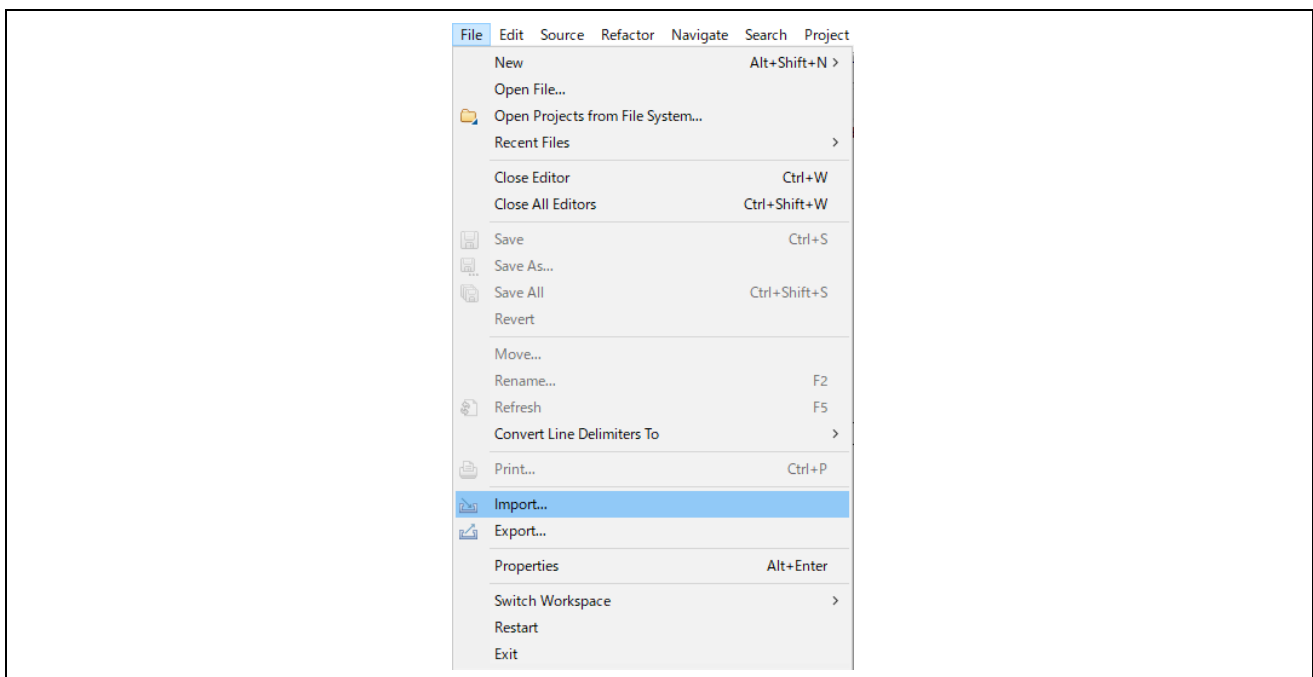 File Edit Source Refactor Navigate Search Project
New Alt+Shift+N >
Open File...
Open Projects from File System...
Recent Files >
Close Editor Ctrl+W
Close All Editors Ctrl+Shift+W
Save Ctrl+S
Save As...
Save All Ctrl+Shift+S
Revert
Move...
Rename... F2
Refresh F5
Convert Line Delimiters To >
Print... Ctrl+P
Import...
Export...
Properties Alt+Enter
Switch Workspace >
Restart
Exit